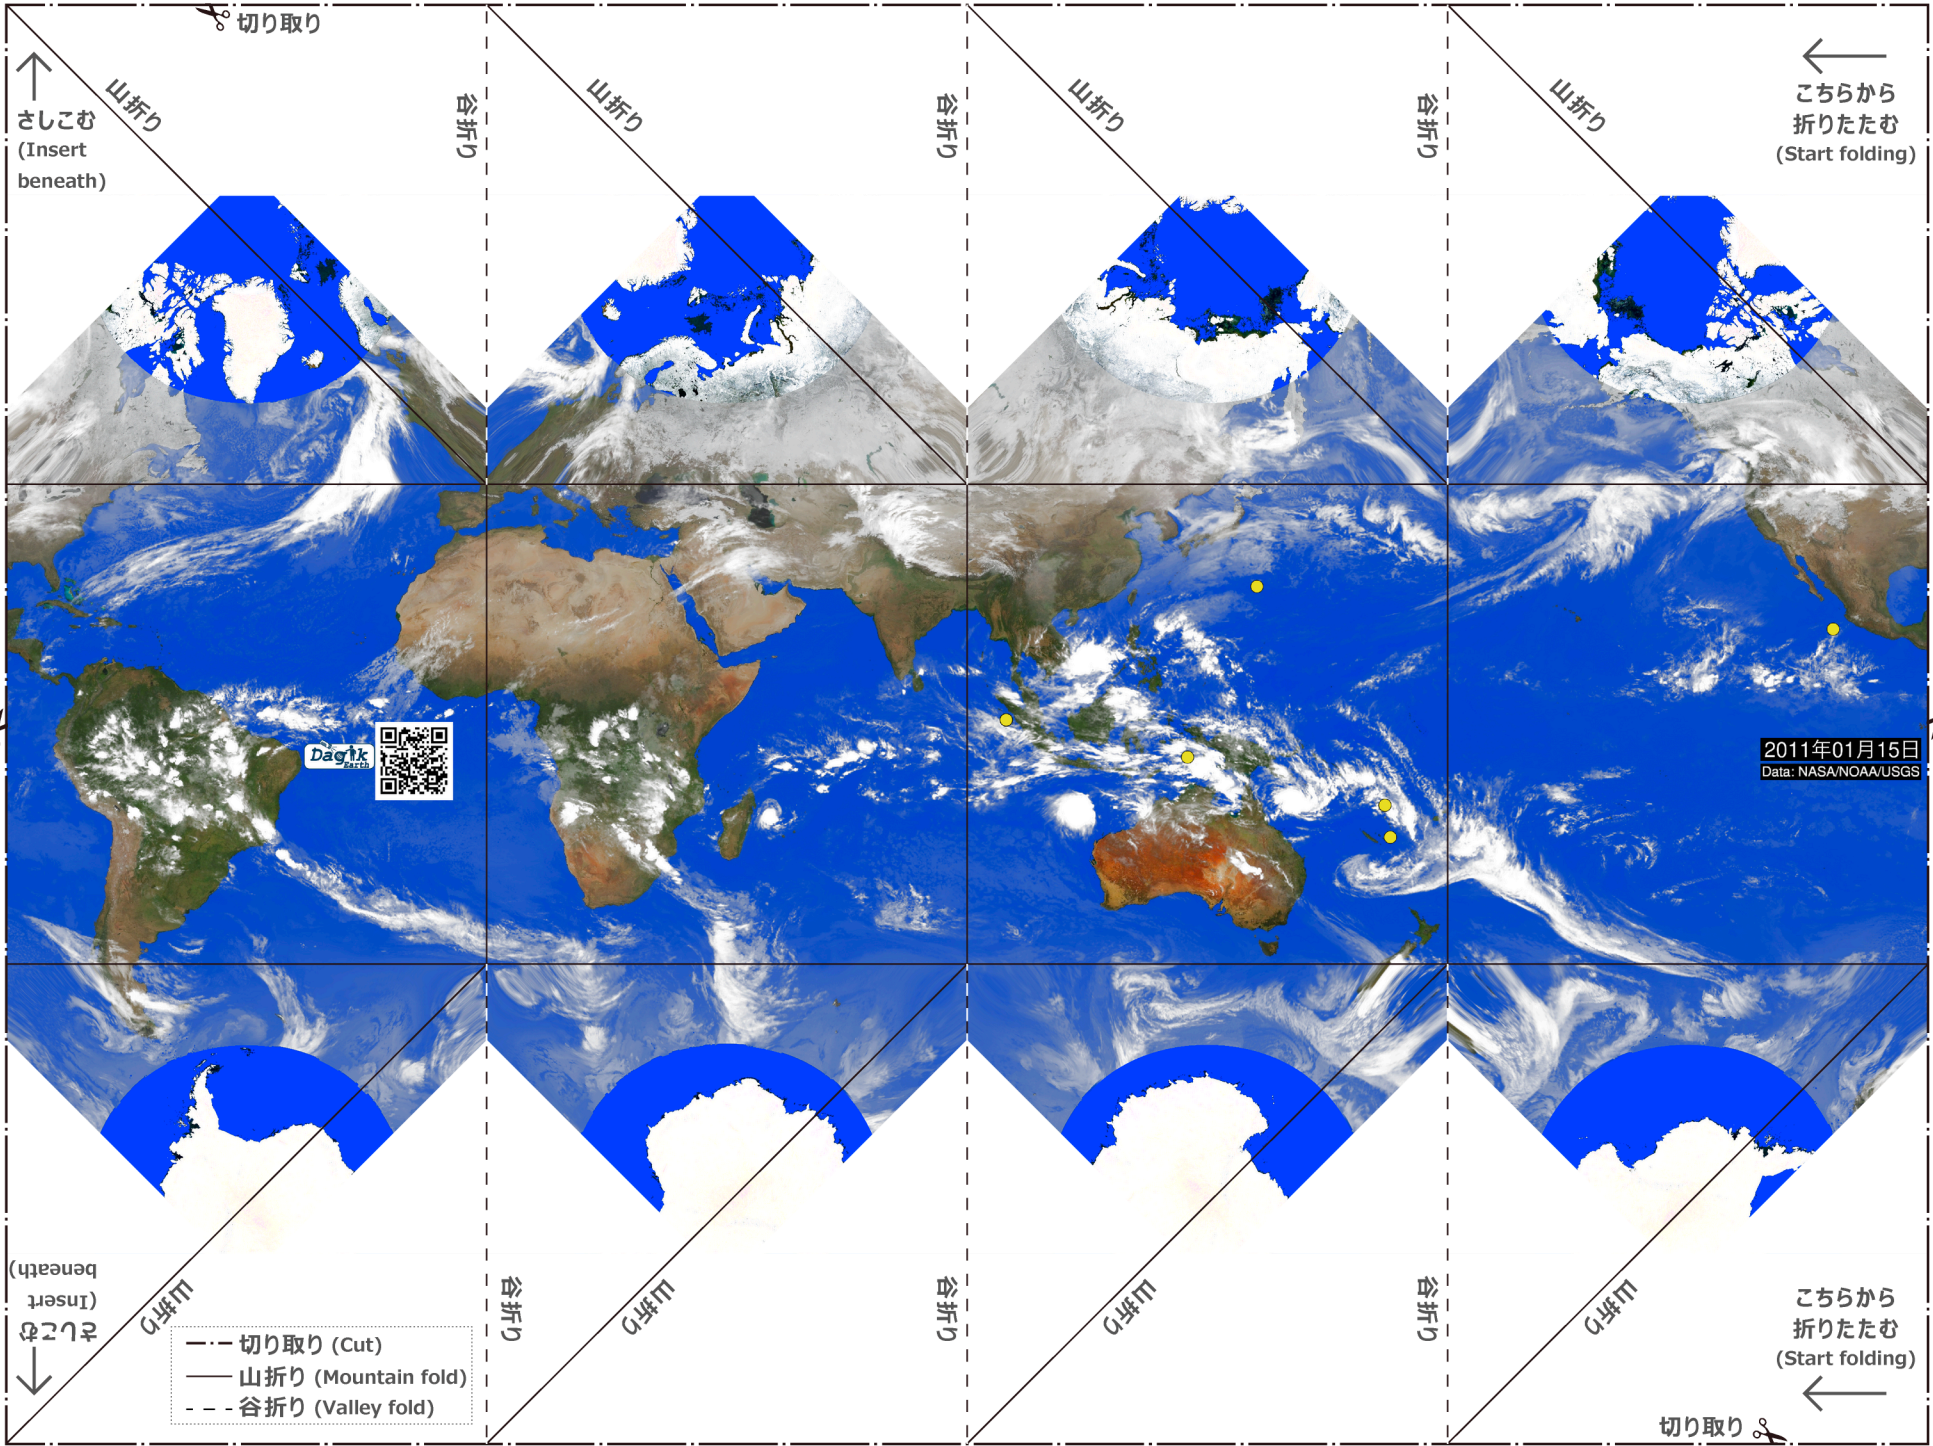 切り取り
さしこむ
(Insert
beneath)
山折り
谷折り
山折り
谷折り
山折り
谷折り
山折り
こちらから
折りたたむ
(Start folding)
Dagik
Earth
2011年01月15日
Data: NASA/NOAA/USGS
さしこむ
(Insert
beneath)
山折り
谷折り
山折り
谷折り
山折り
谷折り
山折り
こちらから
折りたたむ
(Start folding)
切り取り (Cut)
山折り (Mountain fold)
谷折り (Valley fold)
切り取り